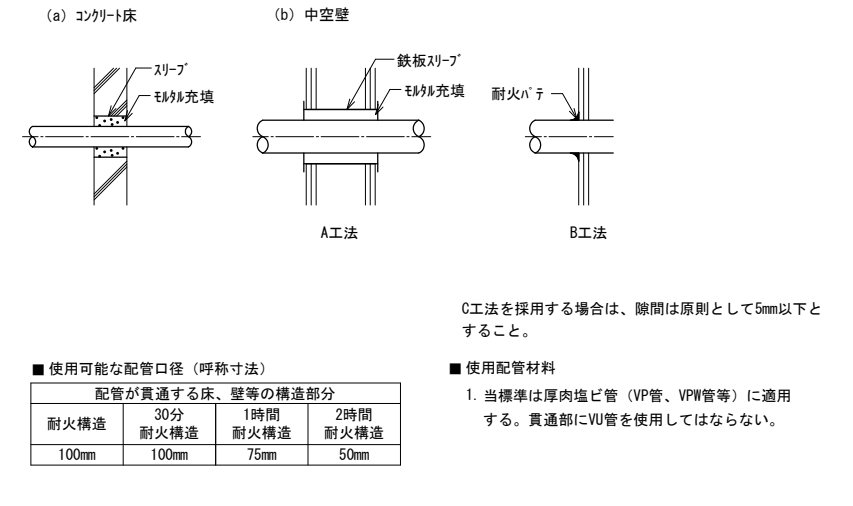 (a) ｺﾝｸﾘｰﾄ床
(b) 中空壁
ｽﾘｰﾌﾞ
ﾓﾙﾀﾙ充填
鉄板ｽﾘｰﾌﾞ
ﾓﾙﾀﾙ充填
耐火ﾊﾟﾃ
A工法
B工法
C工法を採用する場合は、隙間は原則として5mm以下と
すること。
■ 使用可能な配管口径（呼称寸法）
配管が貫通する床、壁等の構造部分
耐火構造 30分耐火構造 1時間耐火構造 2時間耐火構造
100mm 100mm 75mm 50mm
■ 使用配管材料
1. 当標準は厚肉塩ビ管（VP管、VPW管等）に適用
する。貫通部にVU管を使用してはならない。